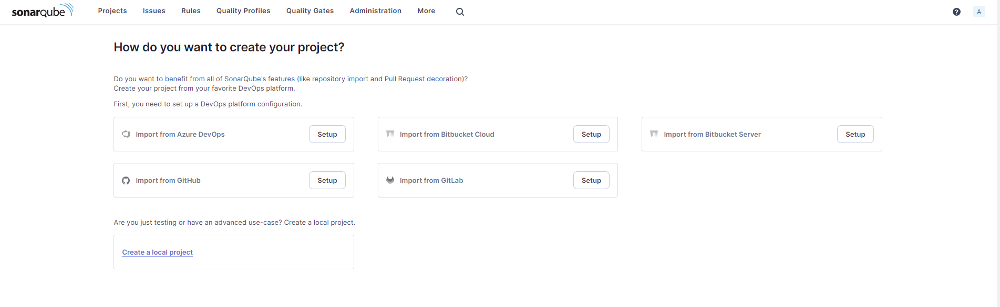 sonarqube Projects Issues Rules Quality Profiles Quality Gates Administration More ? A
How do you want to create your project?
Do you want to benefit from all of SonarQube's features (like repository import and Pull Request decoration)?
Create your project from your favorite DevOps platform.
First, you need to set up a DevOps platform configuration.
Import from Azure DevOps Setup Import from Bitbucket Cloud Setup Import from Bitbucket Server Setup
Import from GitHub Setup Import from GitLab Setup
Are you just testing or have an advanced use-case? Create a local project.
Create a local project